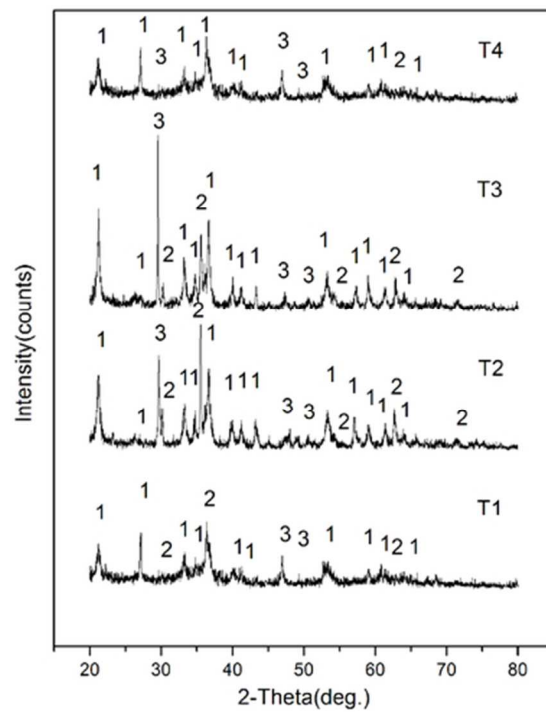 1 1 3 1 1 1 1 1 3 3 1 1 1 2 1 T4
1 1 3 2 1 1 2 1 1 1 1 3 3 1 2 1 1 1 2 1 2 T3
1 1 3 2 1 1 2 1 1 1 1 3 3 1 2 1 1 1 2 1 2 T2
1 1 2 1 1 2 1 1 3 3 1 1 1 2 1 T1
Intensity(counts)
20 30 40 50 60 70 80
2-Theta(deg.)